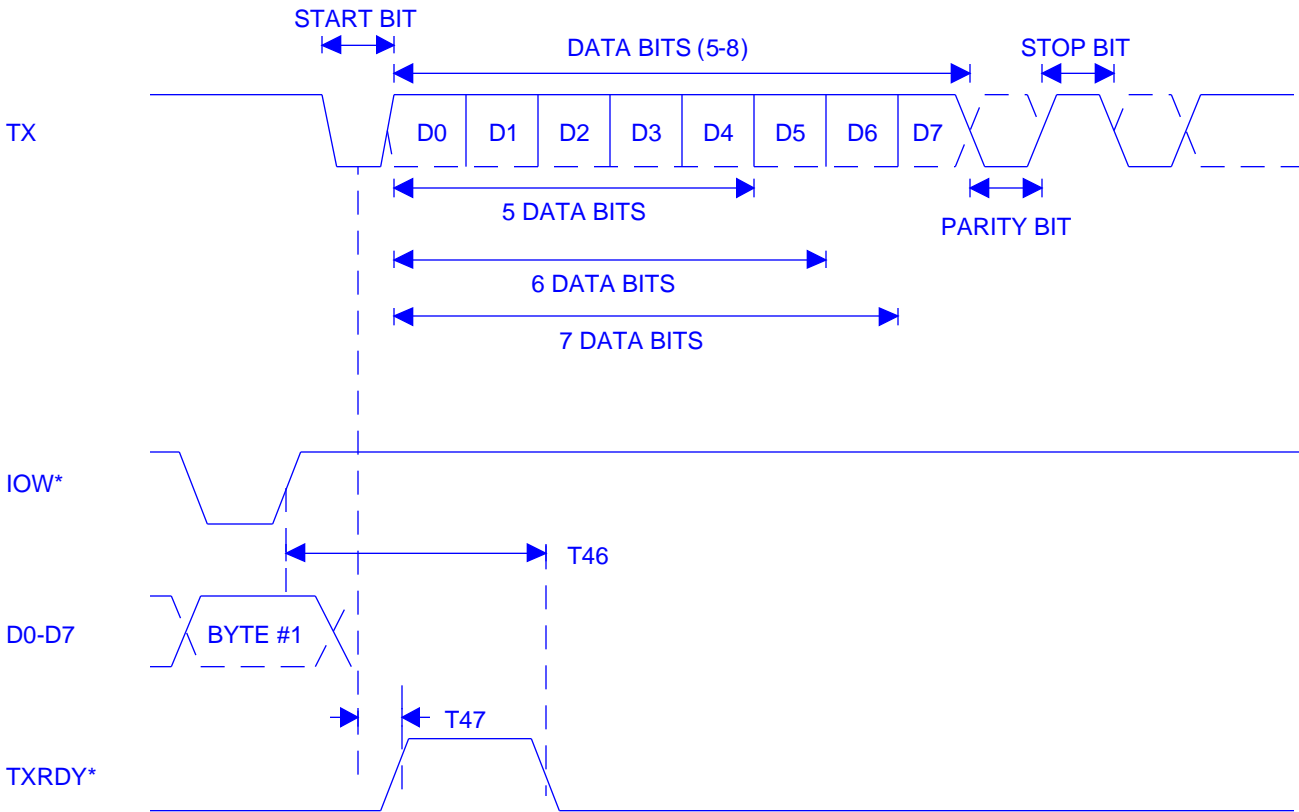 START BIT
DATA BITS (5-8)
STOP BIT
TX
D0 D1 D2 D3 D4 D5 D6 D7
5 DATA BITS
PARITY BIT
6 DATA BITS
7 DATA BITS
IOW*
T46
D0-D7
BYTE #1
T47
TXRDY*